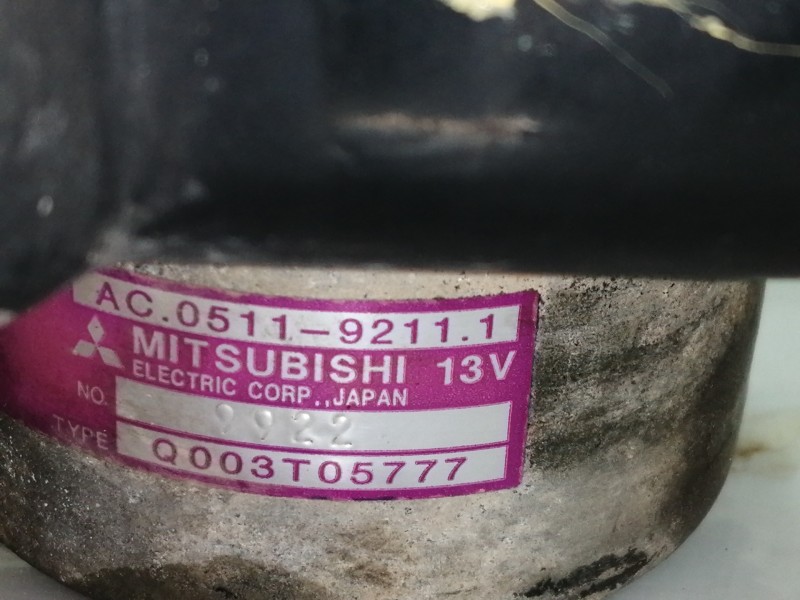 AC.0511-9211.1
MITSUBISHI 13V
ELECTRIC CORP.,JAPAN
NO. 9922
TYPE Q003T05777